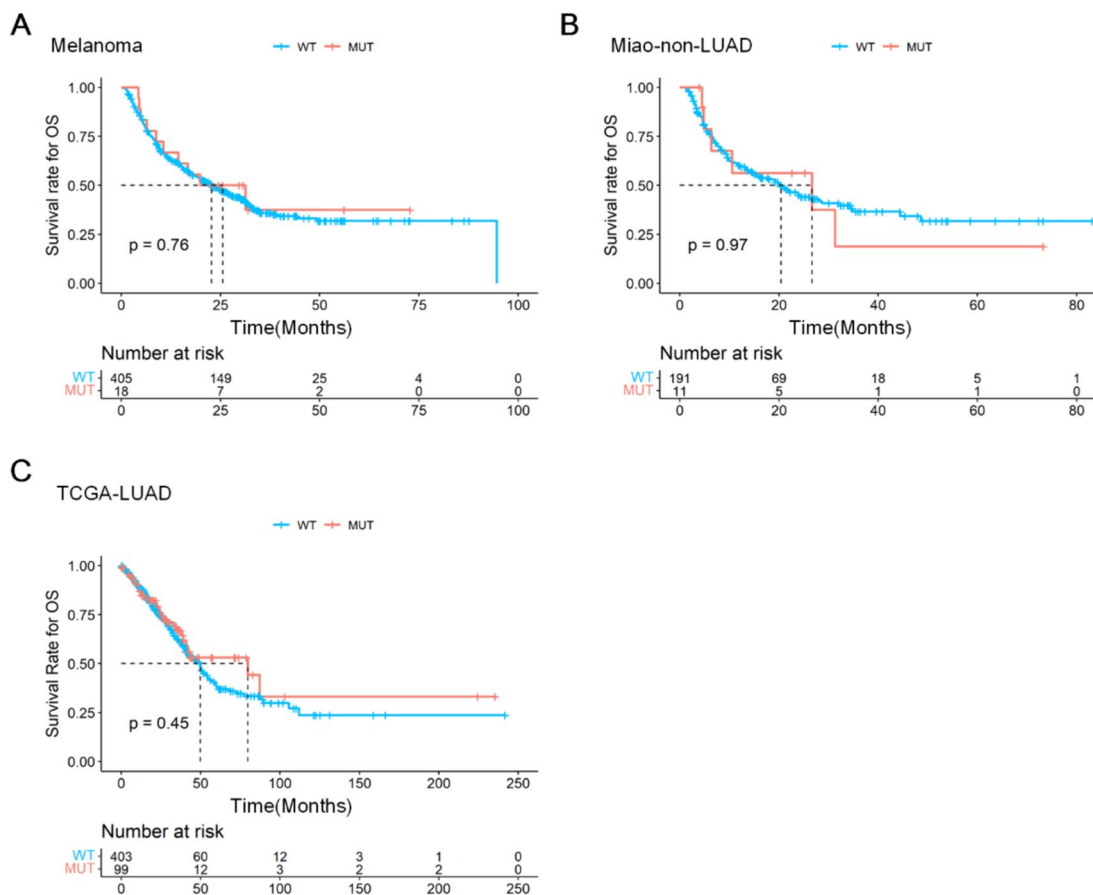 A
Melanoma
WT MUT
1.00
0.75
0.50
0.25
0.00
Survival rate for OS
p = 0.76
0 25 50 75 100
Time(Months)
Number at risk
WT 405 149 25 4 0
MUT 18 7 2 0 0
0 25 50 75 100
B
Miao-non-LUAD
WT MUT
1.00
0.75
0.50
0.25
0.00
Survival rate for OS
p = 0.97
0 20 40 60 80
Time(Months)
Number at risk
WT 191 69 18 5 1
MUT 11 5 1 1 0
0 20 40 60 80
C
TCGA-LUAD
WT MUT
1.00
0.75
0.50
0.25
0.00
Survival Rate for OS
p = 0.45
0 50 100 150 200 250
Time(Months)
Number at risk
WT 403 60 12 3 1 0
MUT 99 12 3 2 2 0
0 50 100 150 200 250